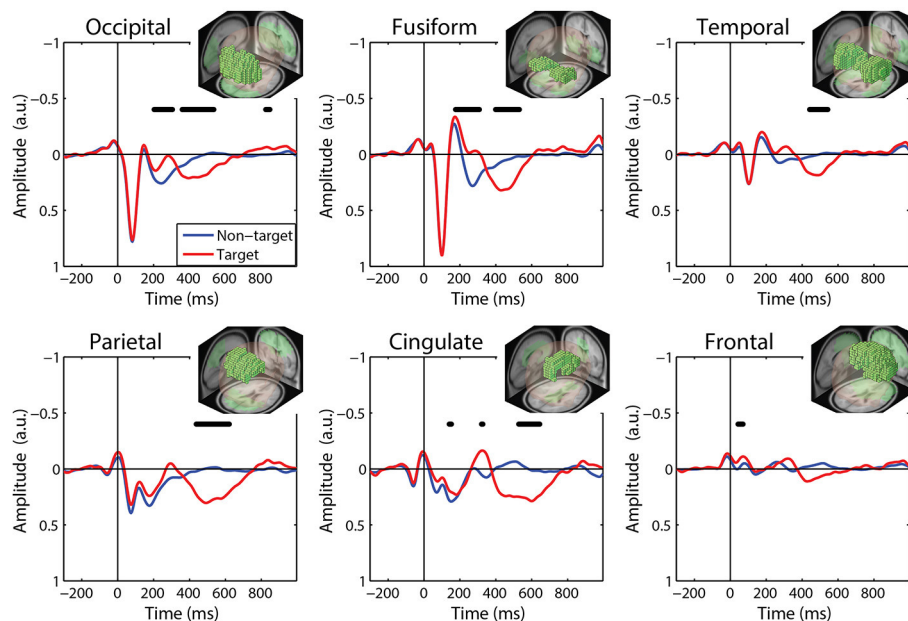 Occipital
Fusiform
Temporal
Amplitude (a.u.)
−1
−0.5
0
0.5
1
Non−target
Target
−200 0 200 400 600 800
Time (ms)
Amplitude (a.u.)
−1
−0.5
0
0.5
1
−200 0 200 400 600 800
Time (ms)
Amplitude (a.u.)
−1
−0.5
0
0.5
1
−200 0 200 400 600 800
Time (ms)
Parietal
Cingulate
Frontal
Amplitude (a.u.)
−1
−0.5
0
0.5
1
−200 0 200 400 600 800
Time (ms)
Amplitude (a.u.)
−1
−0.5
0
0.5
1
−200 0 200 400 600 800
Time (ms)
Amplitude (a.u.)
−1
−0.5
0
0.5
1
−200 0 200 400 600 800
Time (ms)